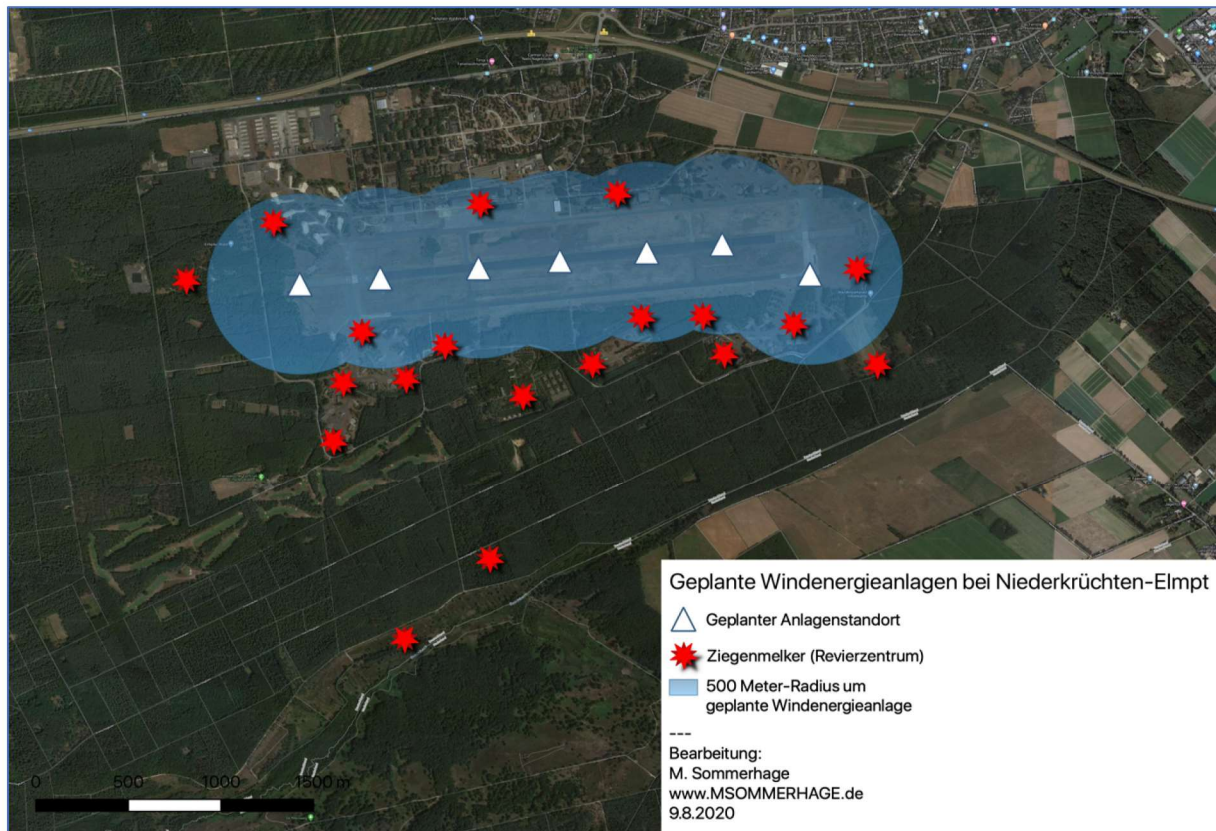 Geplante Windenergieanlagen bei Niederkrüchten-Elmpt
Geplanter Anlagenstandort
Ziegenmelker (Revierzentrum)
500 Meter-Radius um
geplante Windenergieanlage
---
Bearbeitung:
M. Sommerhage
www.MSOMMERHAGE.de
9.8.2020
0 500 1000 1500 m